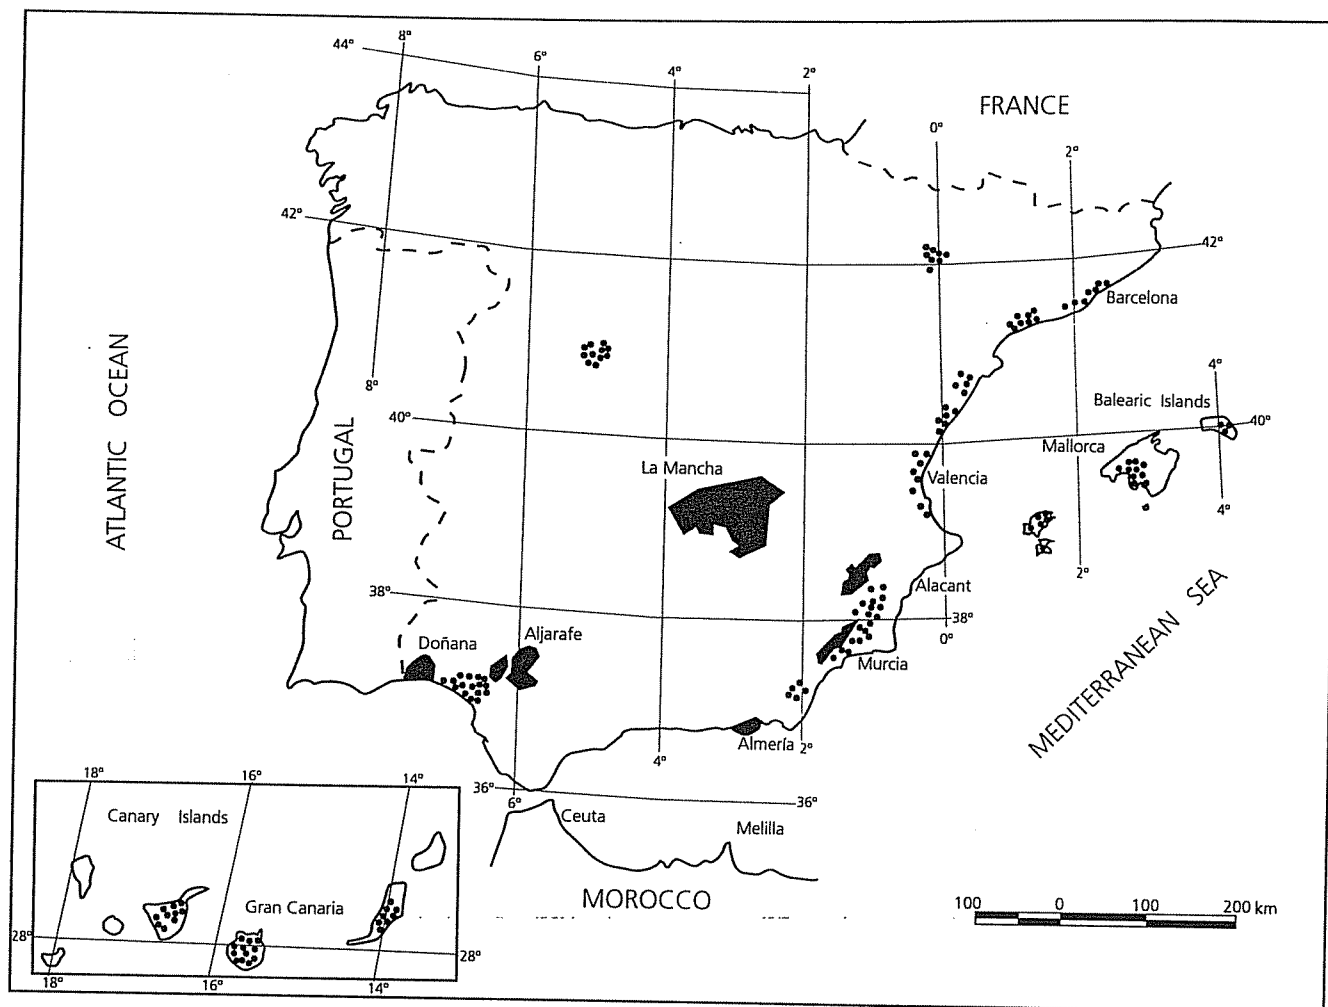 8°
44°
6°
4°
2°
FRANCE
0°
2°
42°
42°
Barcelona
ATLANTIC OCEAN
8°
4°
Balearic Islands
40°
40°
PORTUGAL
Mallorca
La Mancha
Valencia
4°
2°
Alacant
38°
38°
0°
Doñana
Aljarafe
Murcia
MEDITERRANEAN SEA
Almería
2°
4°
36°
6°
36°
Ceuta
Melilla
MOROCCO
18°
16°
14°
Canary Islands
Gran Canaria
28°
28°
18°
16°
14°
100 0 100 200 km